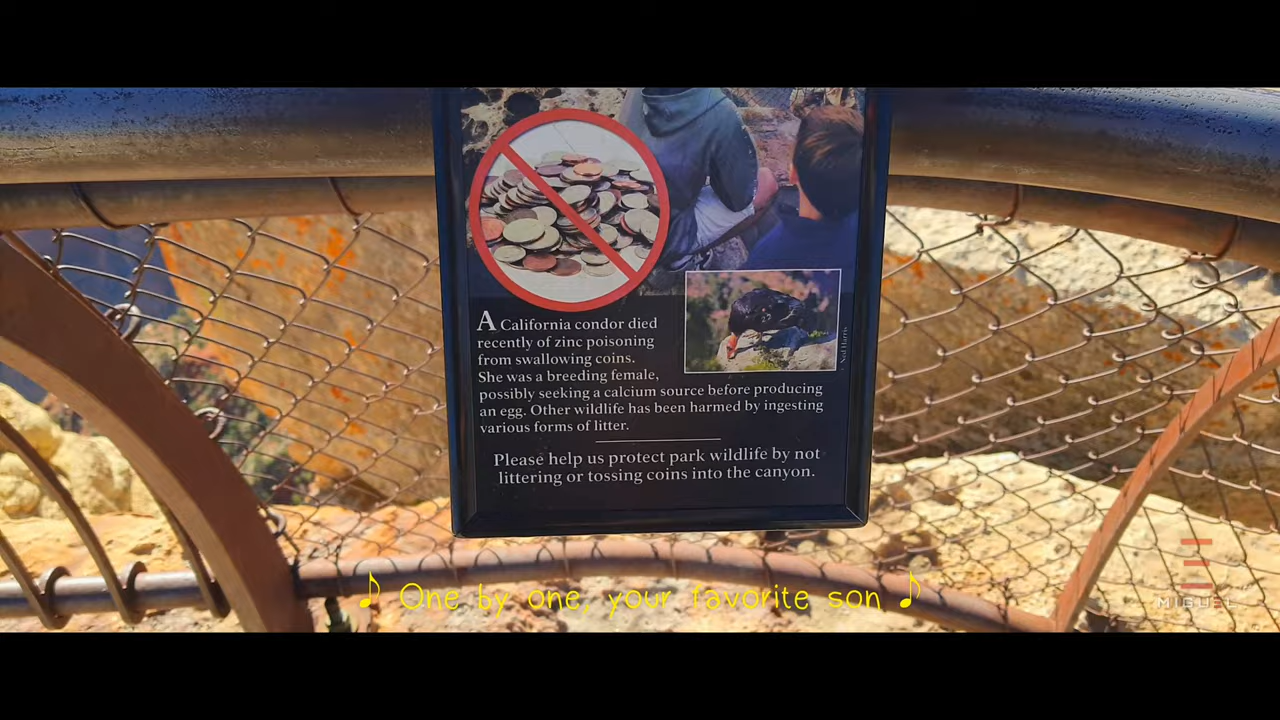 A California condor died
recently of zinc poisoning
from swallowing coins.
She was a breeding female,
possibly seeking a calcium source before producing
an egg. Other wildlife has been harmed by ingesting
various forms of litter.
Please help us protect park wildlife by not
littering or tossing coins into the canyon.
♪ One by one, your favorite son ♪
MIGUEL